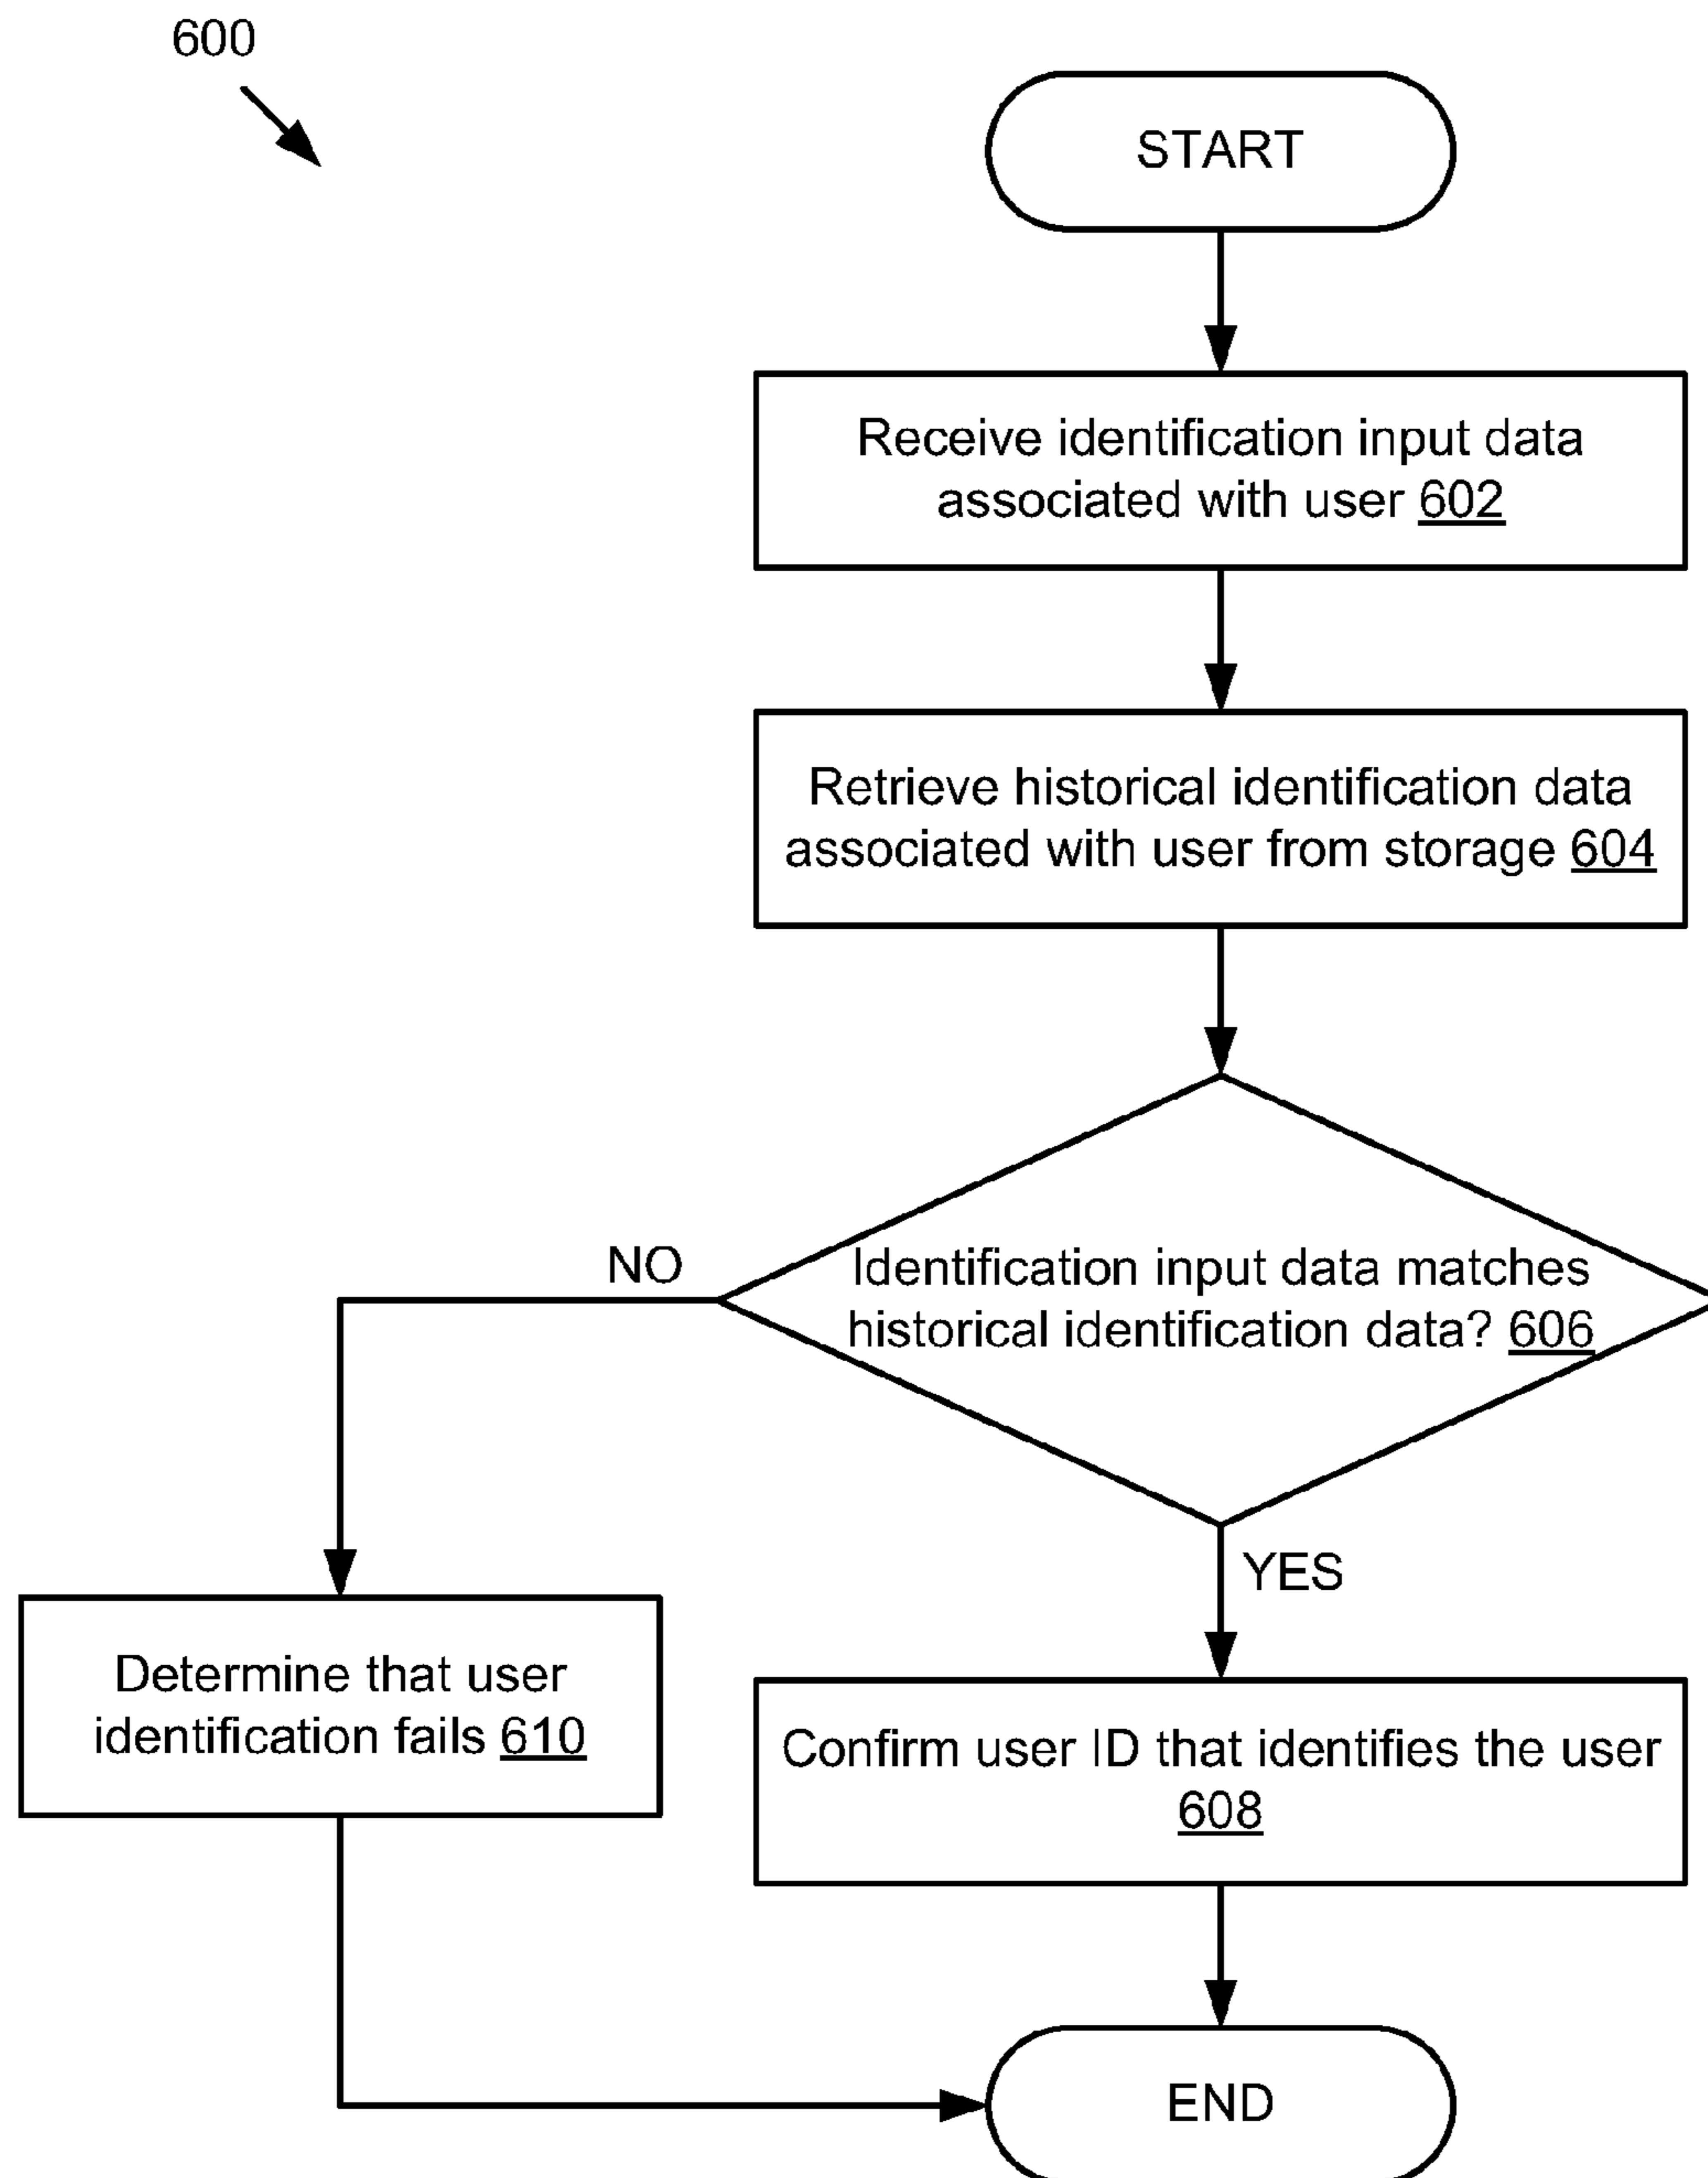 600
START
Receive identification input data
associated with user 602
Retrieve historical identification data
associated with user from storage 604
Identification input data matches
historical identification data? 606
NO
YES
Determine that user
identification fails 610
Confirm user ID that identifies the user
608
END